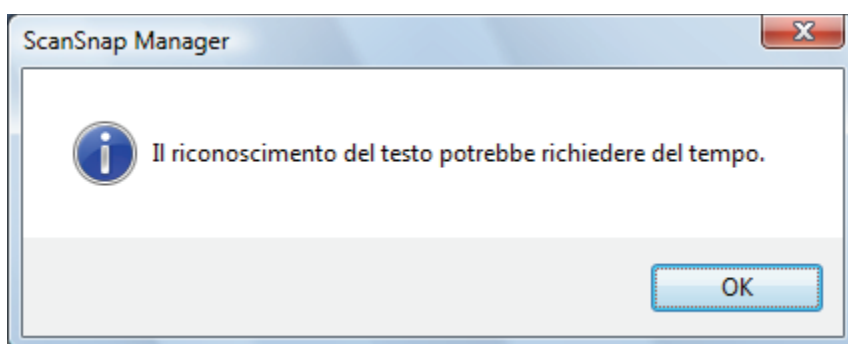 ScanSnap Manager
Il riconoscimento del testo potrebbe richiedere del tempo.
OK